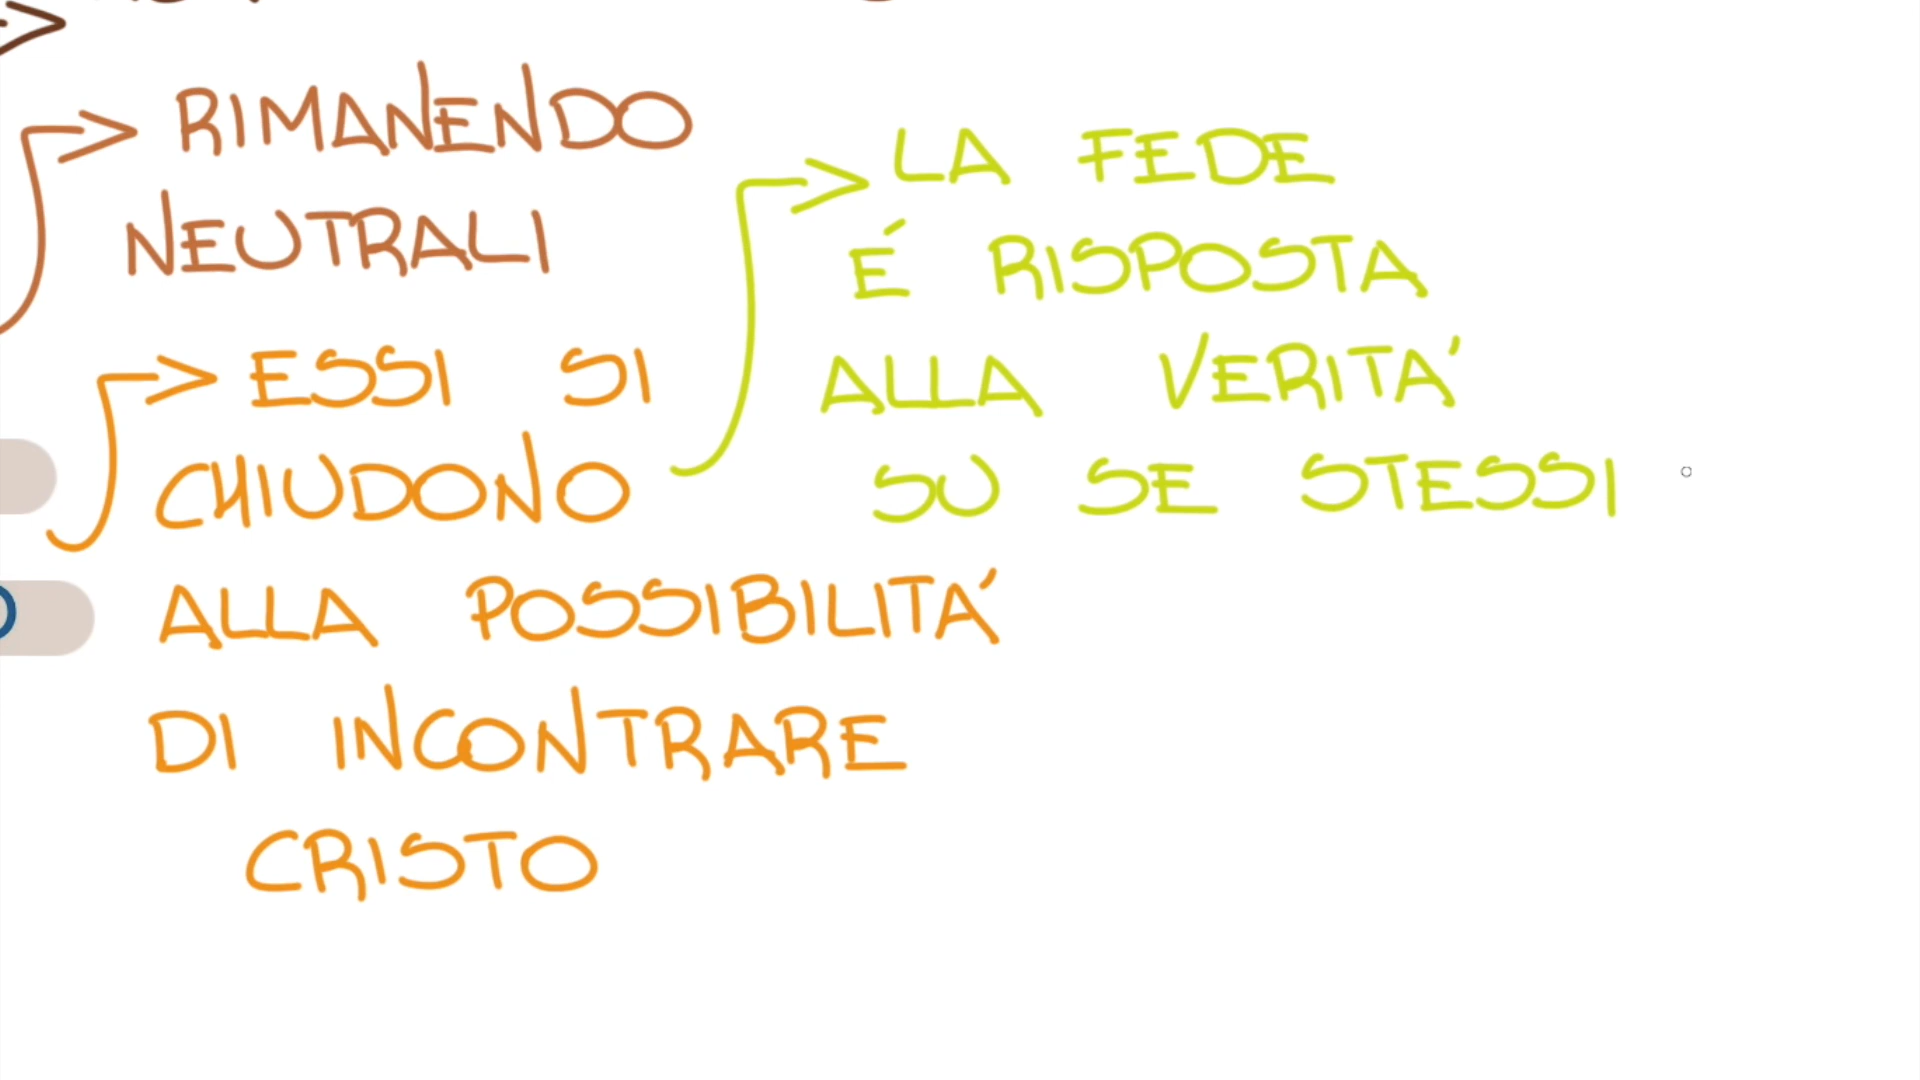 RIMANENDO
NEUTRALI
ESSI SI
CHIUDONO
ALLA POSSIBILITA'
DI INCONTRARE
CRISTO
LA FEDE
É RISPOSTA
ALLA VERITA'
SU SE STESSI